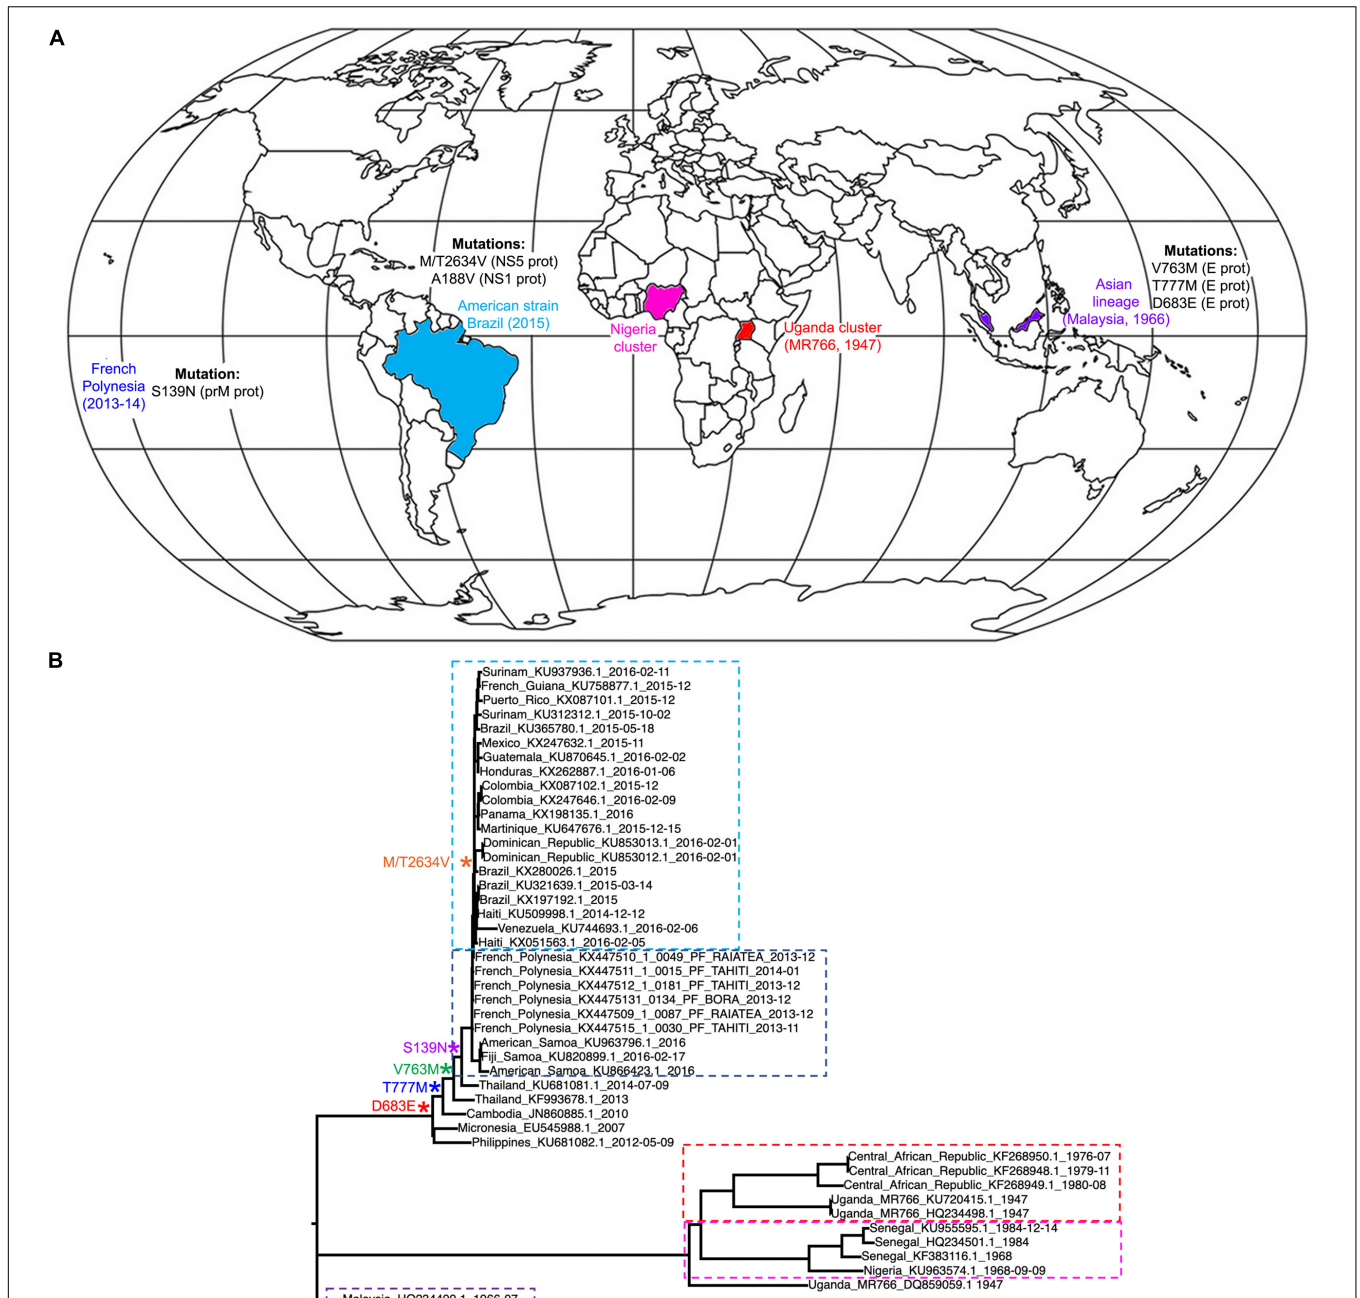 A
Mutations:
M/T2634V (NS5 prot)
A188V (NS1 prot)
American strain
Brazil (2015)
Nigeria
cluster
Uganda cluster
(MR766, 1947)
Mutations:
V763M (E prot)
T777M (E prot)
D683E (E prot)
Asian
lineage
(Malaysia, 1966)
French
Polynesia
(2013-14)
Mutation:
S139N (prM prot)
B
Surinam_KU937936.1_2016-02-11
French_Guiana_KU758877.1_2015-12
Puerto_Rico_KX087101.1_2015-12
Surinam_KU312312.1_2015-10-02
Brazil_KU365780.1_2015-05-18
Mexico_KX247632.1_2015-11
Guatemala_KU870645.1_2016-02-02
Honduras_KX262887.1_2016-01-06
Colombia_KX087102.1_2015-12
Colombia_KX247646.1_2016-02-09
Panama_KX198135.1_2016
Martinique_KU647676.1_2015-12-15
Dominican_Republic_KU853013.1_2016-02-01
Dominican_Republic_KU853012.1_2016-02-01
M/T2634V *
Brazil_KX280026.1_2015
Brazil_KU321639.1_2015-03-14
Brazil_KX197192.1_2015
Haiti_KU509998.1_2014-12-12
Venezuela_KU744693.1_2016-02-06
Haiti_KX051563.1_2016-02-05
French_Polynesia_KX447510_1_0049_PF_RAIATEA_2013-12
French_Polynesia_KX447511_1_0015_PF_TAHITI_2014-01
French_Polynesia_KX447512_1_0181_PF_TAHITI_2013-12
French_Polynesia_KX4475131_0134_PF_BORA_2013-12
French_Polynesia_KX447509_1_0087_PF_RAIATEA_2013-12
French_Polynesia_KX447515_1_0030_PF_TAHITI_2013-11
American_Samoa_KU963796.1_2016
S139N*
Fiji_Samoa_KU820899.1_2016-02-17
V763M*
American_Samoa_KU866423.1_2016
T777M*
Thailand_KU681081.1_2014-07-09
Thailand_KF993678.1_2013
D683E *
Cambodia_JN860885.1_2010
Micronesia_EU545988.1_2007
Philippines_KU681082.1_2012-05-09
Central_African_Republic_KF268950.1_1976-07
Central_African_Republic_KF268948.1_1979-11
Central_African_Republic_KF268949.1_1980-08
Uganda_MR766_KU720415.1_1947
Uganda_MR766_HQ234498.1_1947
Senegal_KU955595.1_1984-12-14
Senegal_HQ234501.1_1984
Senegal_KF383116.1_1968
Nigeria_KU963574.1_1968-09-09
Uganda_MR766_DQ859059.1 1947